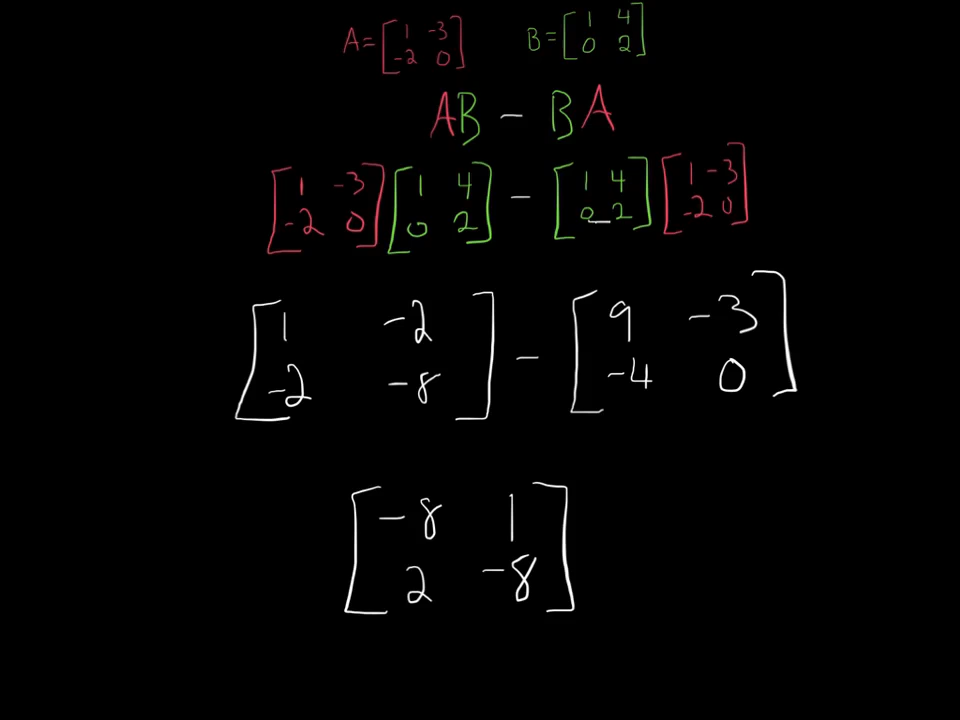 A = [ 1 -3 B = [ 1 4
-2 0 ] 0 2 ]
AB - BA
[ 1 -3 [ 1 4 - [ 1 4 [ 1 -3
-2 0 ] 0 2 ] 0 2 ] -2 0 ]
[ 1 -2 - [ 9 -3
-2 -8 ] -4 0 ]
[ -8 1
2 -8 ]